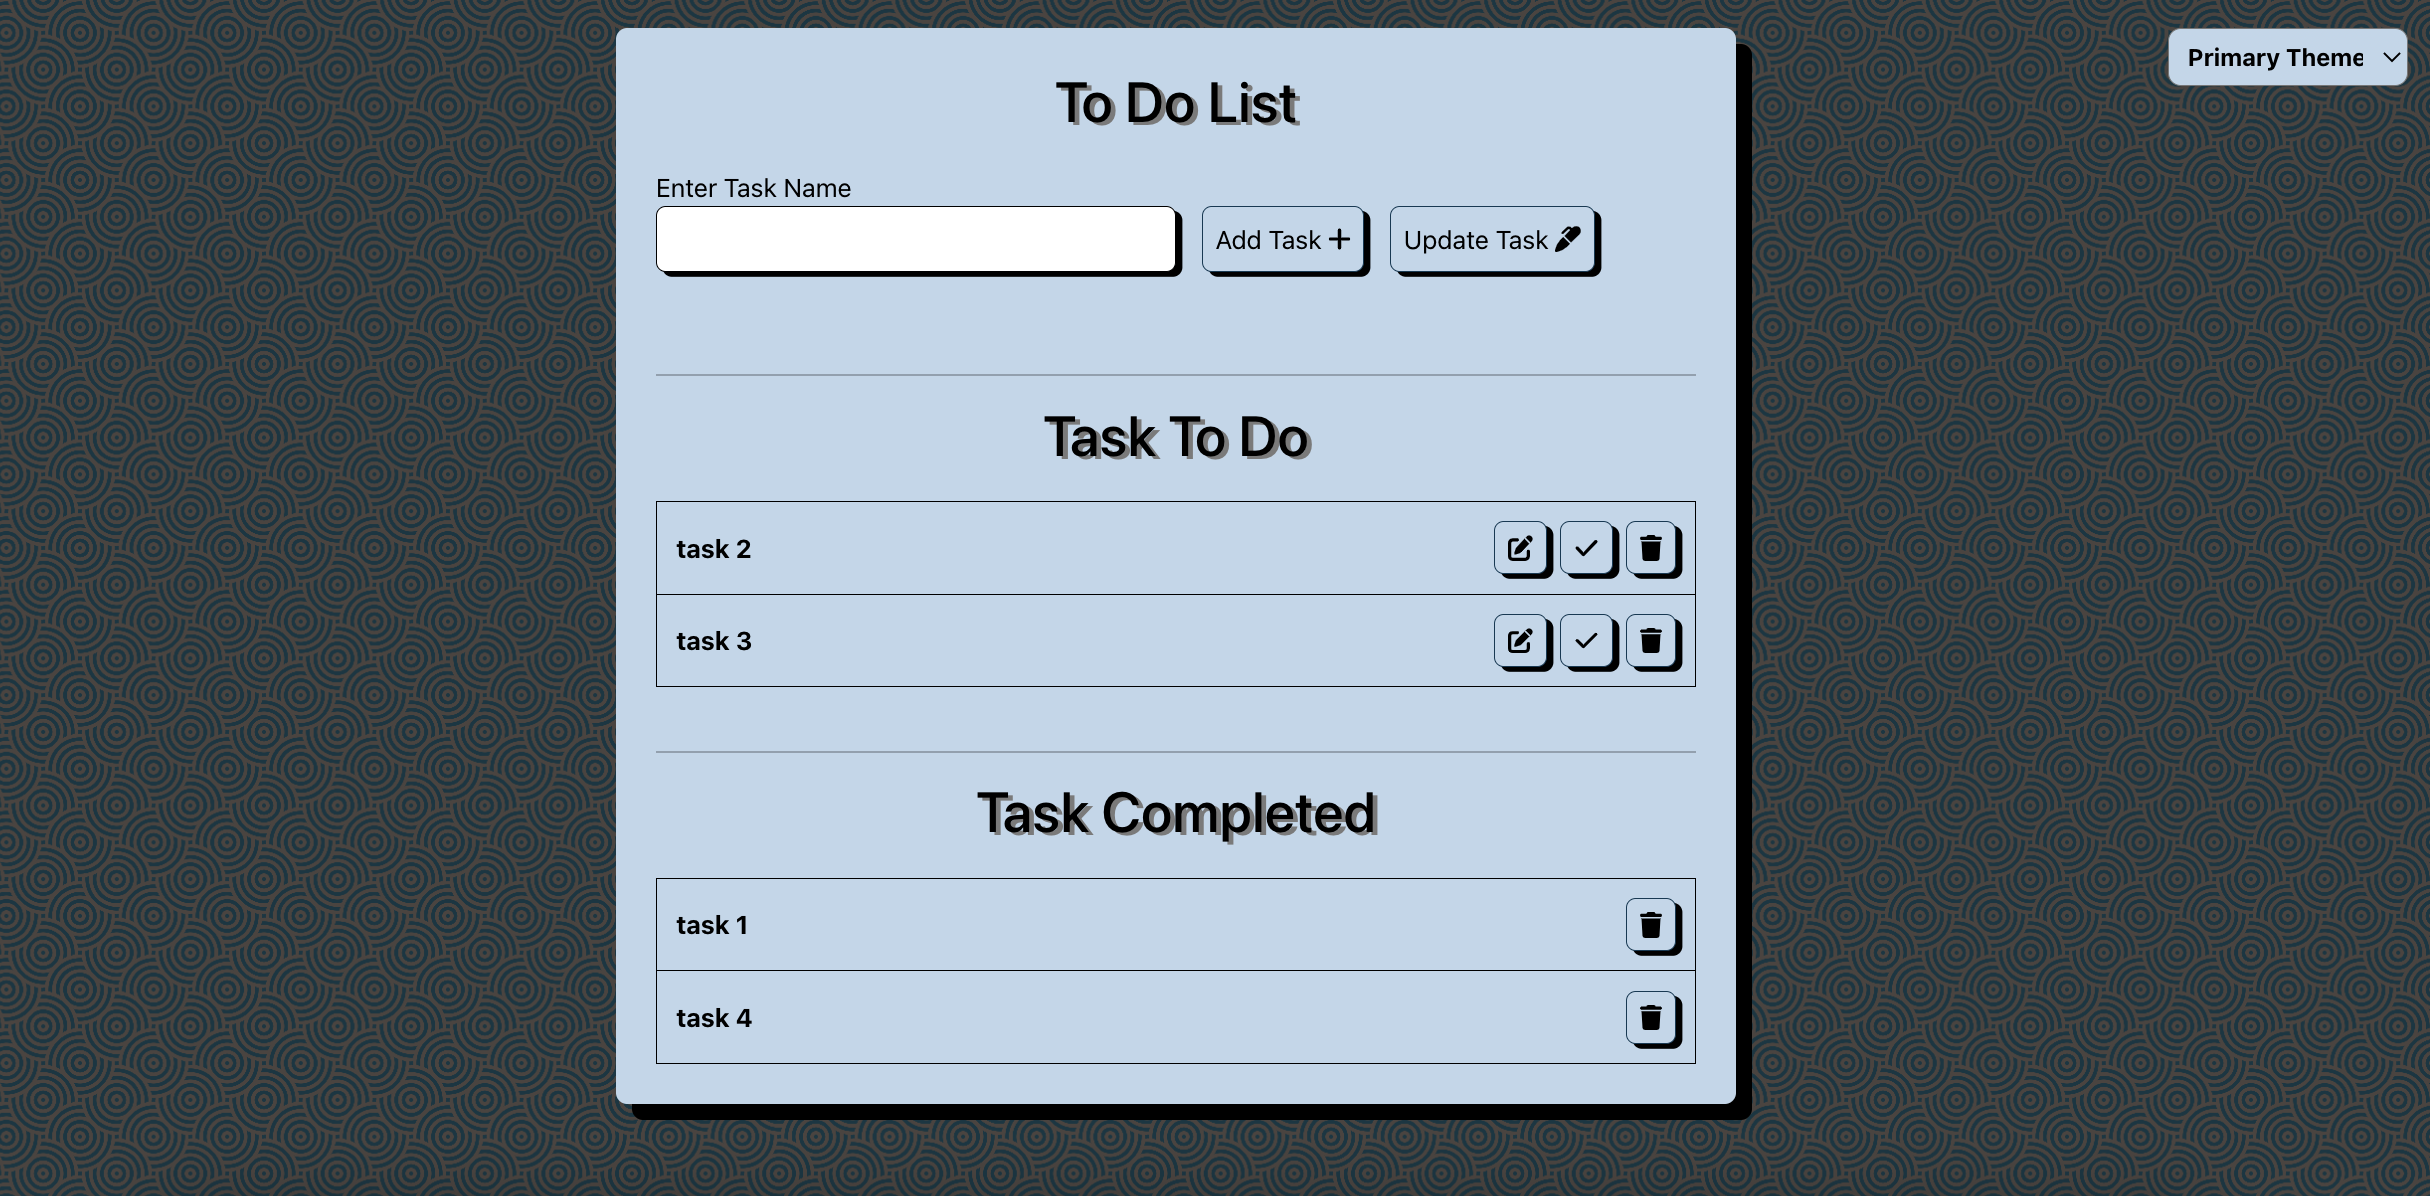 To Do List
Primary Theme
Enter Task Name
Add Task
Update Task
Task To Do
task 2
task 3
Task Completed
task 1
task 4